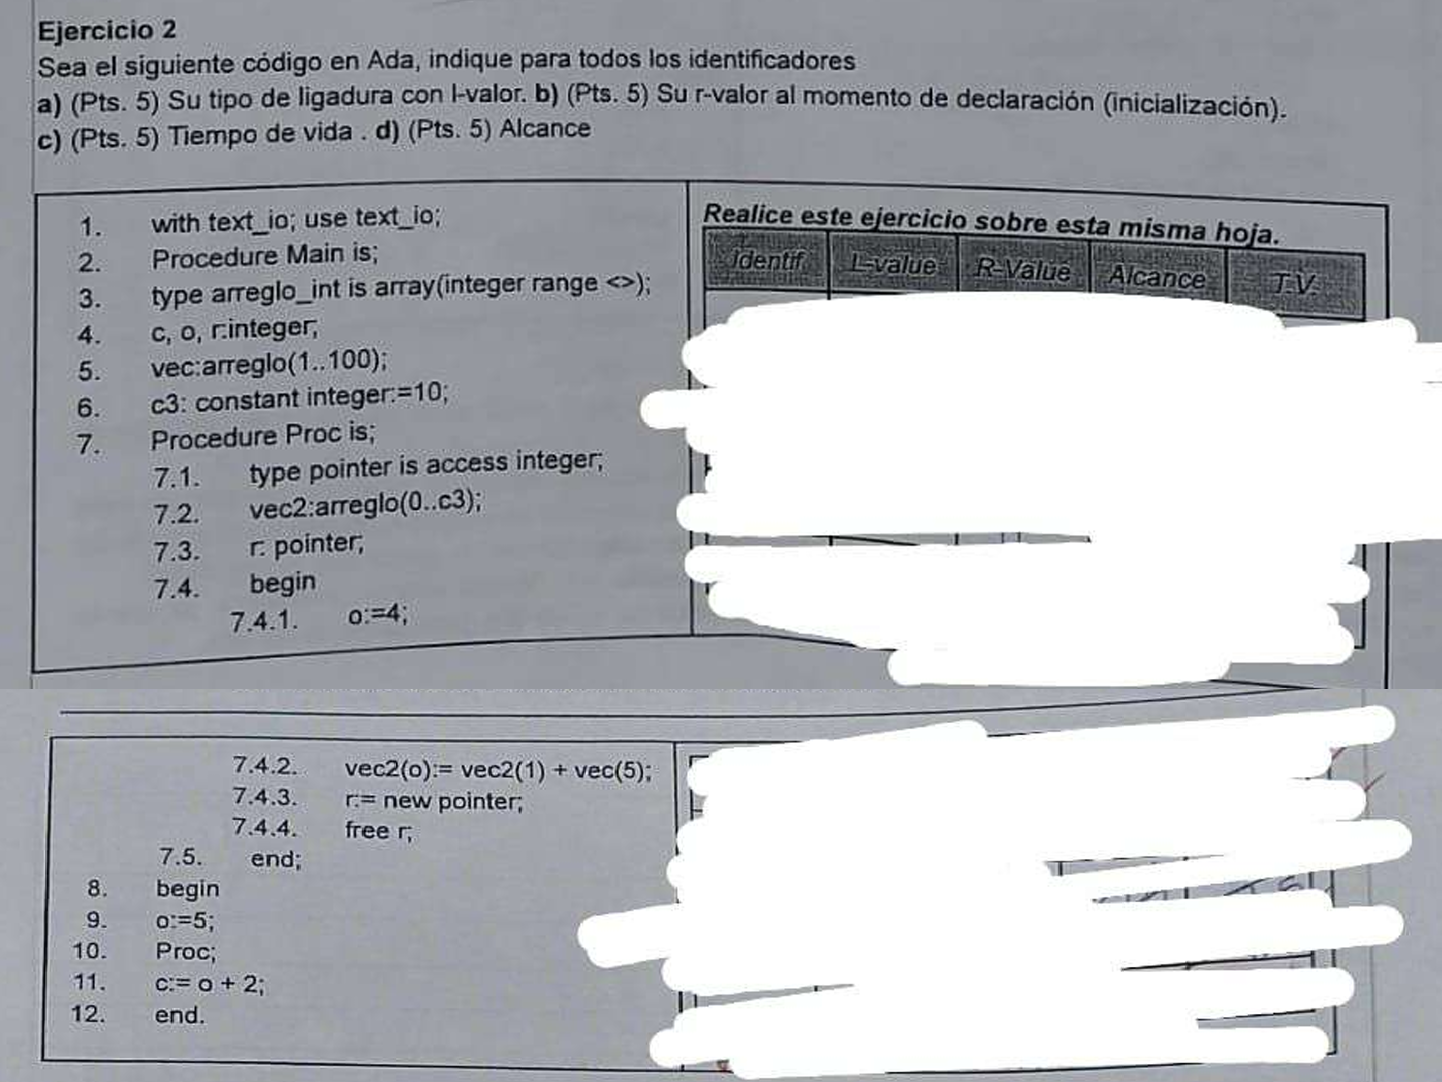 Ejercicio 2
Sea el siguiente código en Ada, indique para todos los identificadores
a) (Pts. 5) Su tipo de ligadura con l-valor. b) (Pts. 5) Su r-valor al momento de declaración (inicialización).
c) (Pts. 5) Tiempo de vida . d) (Pts. 5) Alcance
Realice este ejercicio sobre esta misma hoja.
Identif. L-value R-Value Alcance T.V.
1. with text_io; use text_io;
2. Procedure Main is;
3. type arreglo_int is array(integer range <>);
4. c, o, r:integer;
5. vec:arreglo(1..100);
6. c3: constant integer:=10;
7. Procedure Proc is;
7.1. type pointer is access integer;
7.2. vec2:arreglo(0..c3);
7.3. r: pointer;
7.4. begin
7.4.1. o:=4;
7.4.2. vec2(o):= vec2(1) + vec(5);
7.4.3. r:= new pointer;
7.4.4. free r;
7.5. end;
8. begin
9. o:=5;
10. Proc;
11. c:= o + 2;
12. end.